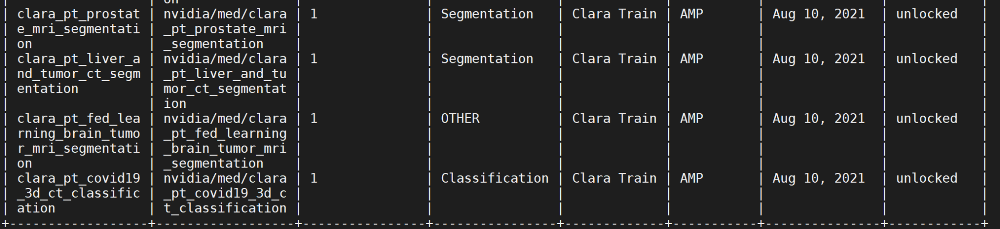 |                  | on               |                |                |             |           |               |            |
| clara_pt_prostat | nvidia/med/clara | 1              | Segmentation   | Clara Train | AMP       | Aug 10, 2021  | unlocked   |
| e_mri_segmentati | _pt_prostate_mri |                |                |             |           |               |            |
| on               | _segmentation    |                |                |             |           |               |            |
| clara_pt_liver_a | nvidia/med/clara | 1              | Segmentation   | Clara Train | AMP       | Aug 10, 2021  | unlocked   |
| nd_tumor_ct_segm | _pt_liver_and_tu |                |                |             |           |               |            |
| entation         | mor_ct_segmentat |                |                |             |           |               |            |
|                  | ion              |                |                |             |           |               |            |
| clara_pt_fed_lea | nvidia/med/clara | 1              | OTHER          | Clara Train | AMP       | Aug 10, 2021  | unlocked   |
| rning_brain_tumo | _pt_fed_learning |                |                |             |           |               |            |
| r_mri_segmentati | _brain_tumor_mri |                |                |             |           |               |            |
| on               | _segmentation    |                |                |             |           |               |            |
| clara_pt_covid19 | nvidia/med/clara | 1              | Classification | Clara Train | AMP       | Aug 10, 2021  | unlocked   |
| _3d_ct_classific | _pt_covid19_3d_c |                |                |             |           |               |            |
| ation            | t_classification |                |                |             |           |               |            |
+------------------+------------------+----------------+----------------+-------------+-----------+---------------+------------+